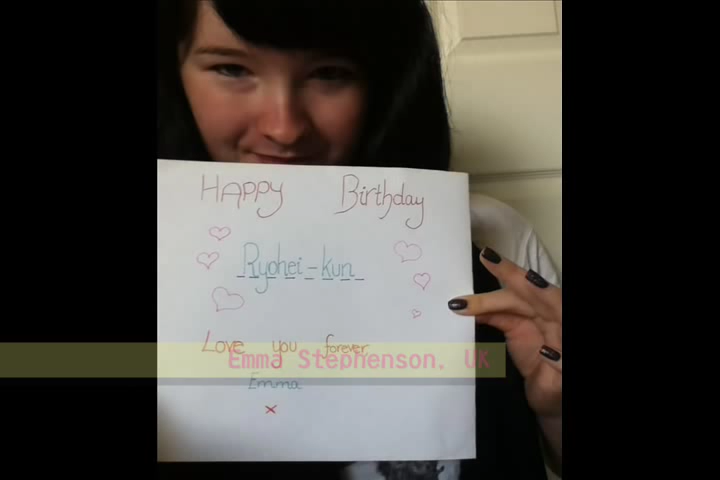 HAPPY Birthday
Ryohei-kun
Love you forever
Emma Stephenson. UK
Emma
x